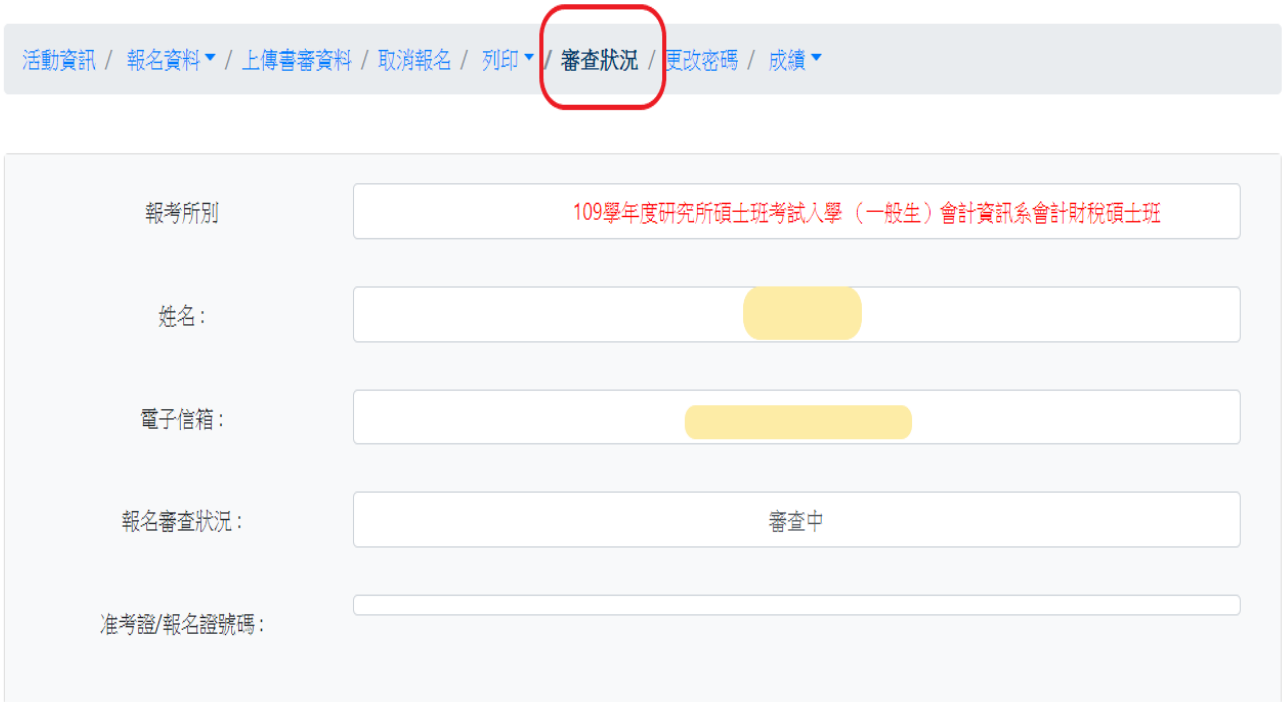 活動資訊 / 報名資料 / 上傳書審資料 / 取消報名 / 列印 / 審查狀況 / 更改密碼 / 成績
報考所別 109學年度研究所碩士班考試入學（一般生）會計資訊系會計財稅碩士班
姓名 :
電子信箱 :
報名審查狀況 : 審查中
准考證/報名證號碼 :